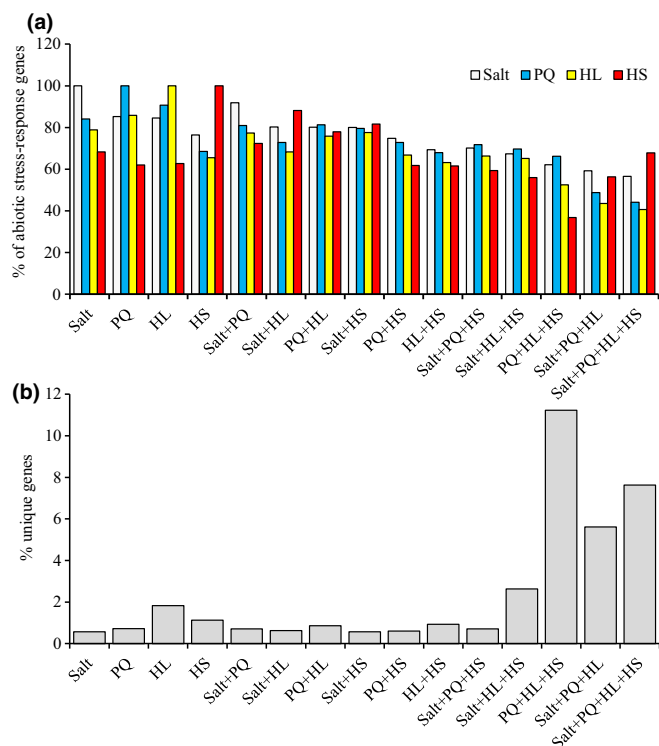 (a)
120
100
80
60
40
20
0
% of abiotic stress-response genes
Salt PQ HL HS
Salt
PQ
HL
HS
Salt+PQ
Salt+HL
PQ+HL
Salt+HS
PQ+HS
HL+HS
Salt+PQ+HS
Salt+HL+HS
PQ+HL+HS
Salt+PQ+HL
Salt+PQ+HL+HS
(b)
12
10
8
6
4
2
0
% unique genes
Salt
PQ
HL
HS
Salt+PQ
Salt+HL
PQ+HL
Salt+HS
PQ+HS
HL+HS
Salt+PQ+HS
Salt+HL+HS
PQ+HL+HS
Salt+PQ+HL
Salt+PQ+HL+HS